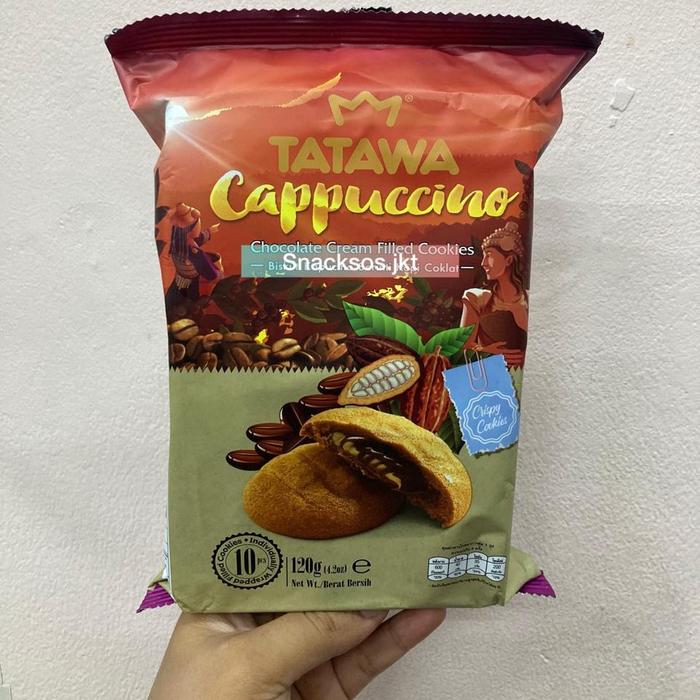 TATAWA®
Cappuccino
Chocolate Cream Filled Cookies
Snacksos.jkt
Coklat
Crispy
Cookies
Individually Wrapped Filled Cookies
10 PCS
120g (4.2oz) e
Net Wt./Berat Bersih